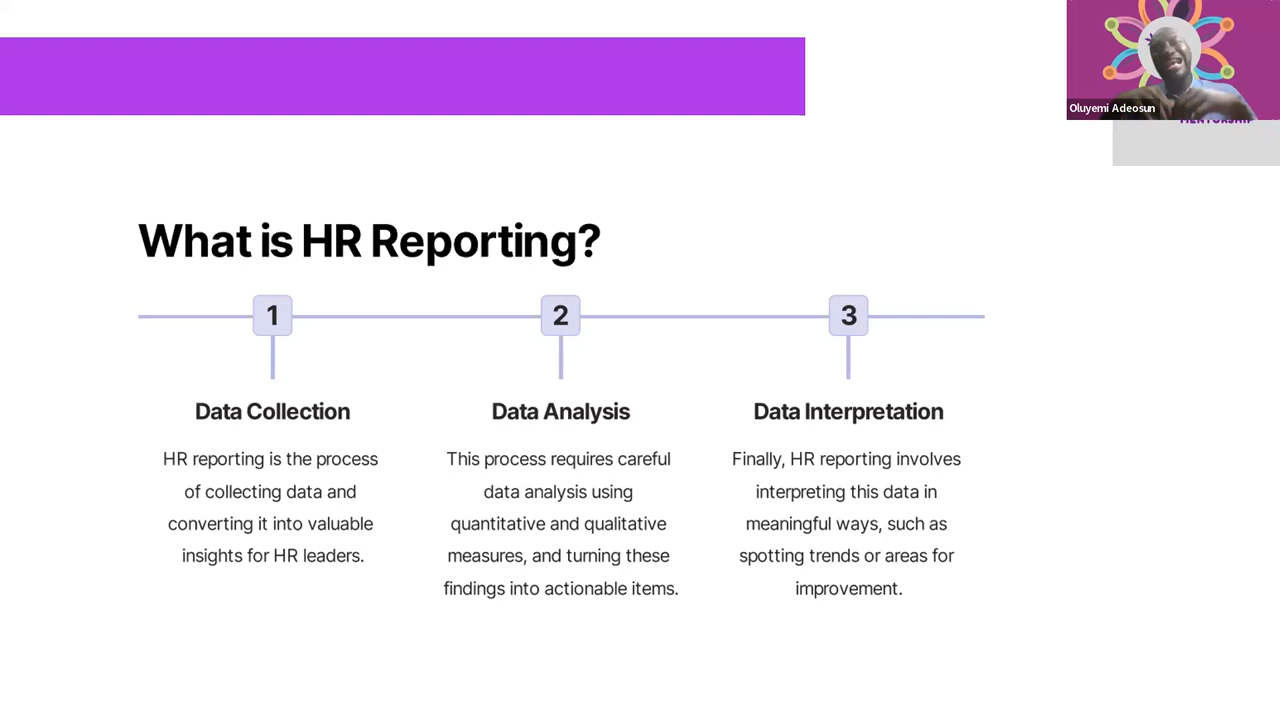 Oluyemi Adeosun
MENTORSHIP
What is HR Reporting?
1
2
3
Data Collection
HR reporting is the process
of collecting data and
converting it into valuable
insights for HR leaders.
Data Analysis
This process requires careful
data analysis using
quantitative and qualitative
measures, and turning these
findings into actionable items.
Data Interpretation
Finally, HR reporting involves
interpreting this data in
meaningful ways, such as
spotting trends or areas for
improvement.